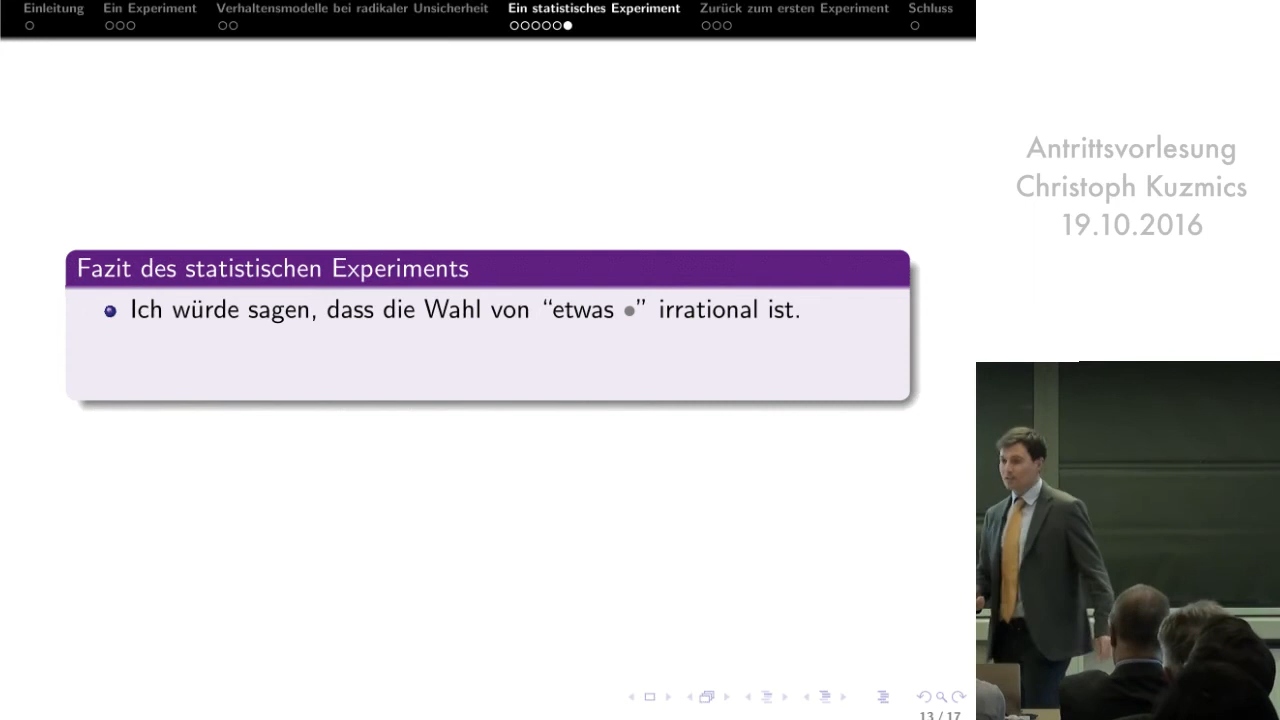 Einleitung
Ein Experiment
Verhaltensmodelle bei radikaler Unsicherheit
Ein statistisches Experiment
Zurück zum ersten Experiment
Schluss
Antrittsvorlesung
Christoph Kuzmics
19.10.2016
Fazit des statistischen Experiments
Ich würde sagen, dass die Wahl von “etwas ●” irrational ist.
13 / 17